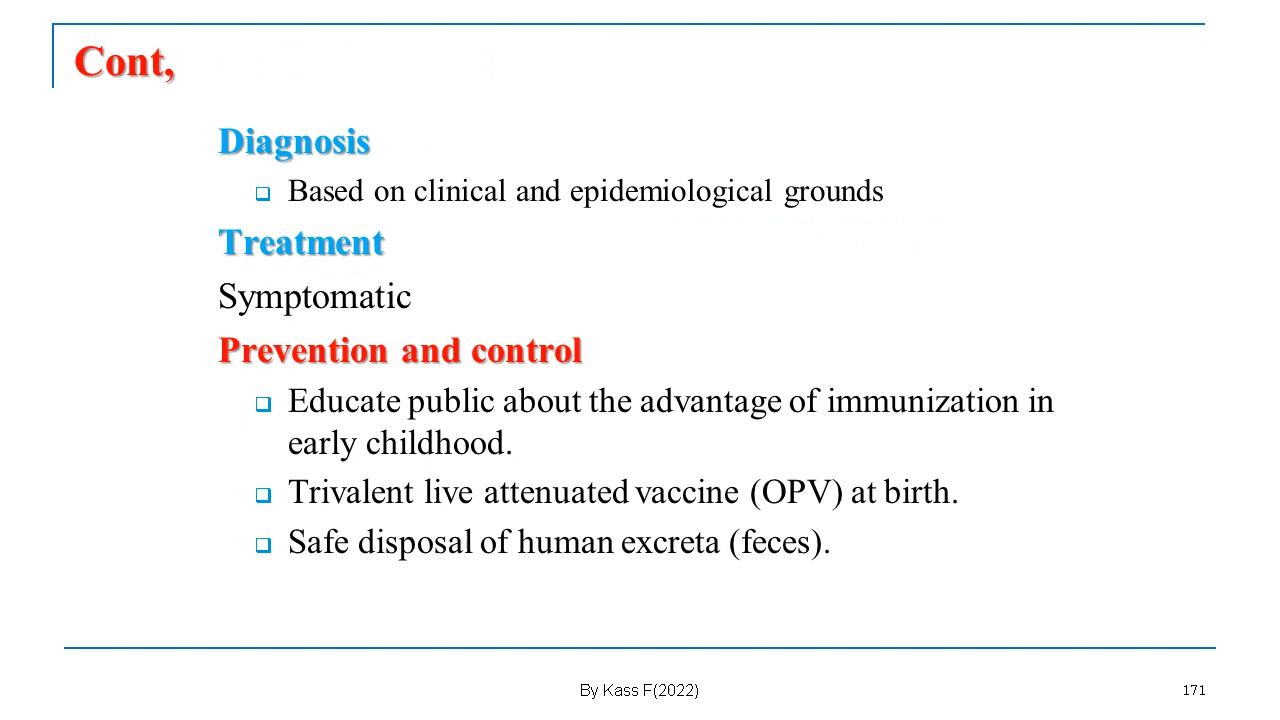 Cont,
Diagnosis
Based on clinical and epidemiological grounds
Treatment
Symptomatic
Prevention and control
Educate public about the advantage of immunization in
early childhood.
Trivalent live attenuated vaccine (OPV) at birth.
Safe disposal of human excreta (feces).
By Kass F(2022)
171